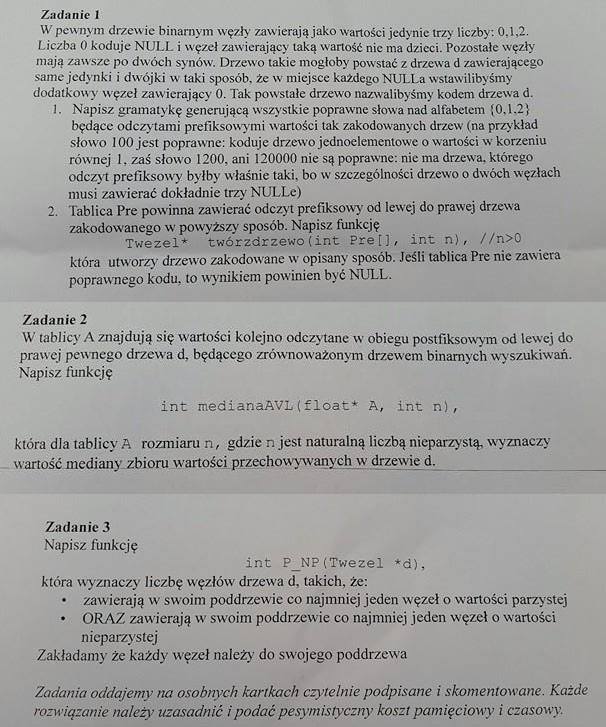 Zadanie 1
W pewnym drzewie binarnym węzły zawierają jako wartości jedynie trzy liczby: 0,1,2.
Liczba 0 koduje NULL i węzeł zawierający taką wartość nie ma dzieci. Pozostałe węzły
mają zawsze po dwóch synów. Drzewo takie mogłoby powstać z drzewa d zawierającego
same jedynki i dwójki w taki sposób, że w miejsce każdego NULLa wstawilibyśmy
dodatkowy węzeł zawierający 0. Tak powstałe drzewo nazwalibyśmy kodem drzewa d.
1. Napisz gramatykę generującą wszystkie poprawne słowa nad alfabetem {0,1,2}
będące odczytami prefiksowymi wartości tak zakodowanych drzew (na przykład
słowo 100 jest poprawne: koduje drzewo jednoelementowe o wartości w korzeniu
równej 1, zaś słowo 1200, ani 120000 nie są poprawne: nie ma drzewa, którego
odczyt prefiksowy byłby właśnie taki, bo w szczególności drzewo o dwóch węzłach
musi zawierać dokładnie trzy NULLe)
2. Tablica Pre powinna zawierać odczyt prefiksowy od lewej do prawej drzewa
zakodowanego w powyższy sposób. Napisz funkcję
Twezel* twórzdrzewo(int Pre[], int n), //n>0
która utworzy drzewo zakodowane w opisany sposób. Jeśli tablica Pre nie zawiera
poprawnego kodu, to wynikiem powinien być NULL.
Zadanie 2
W tablicy A znajdują się wartości kolejno odczytane w obiegu postfiksowym od lewej do
prawej pewnego drzewa d, będącego zrównoważonym drzewem binarnych wyszukiwań.
Napisz funkcję
int medianaAVL(float* A, int n),
która dla tablicy A rozmiaru n, gdzie n jest naturalną liczbą nieparzystą, wyznaczy
wartość mediany zbioru wartości przechowywanych w drzewie d.
Zadanie 3
Napisz funkcję
int P_NP(Twezel *d),
która wyznaczy liczbę węzłów drzewa d, takich, że:
• zawierają w swoim poddrzewie co najmniej jeden węzeł o wartości parzystej
• ORAZ zawierają w swoim poddrzewie co najmniej jeden węzeł o wartości
nieparzystej
Zakładamy że każdy węzeł należy do swojego poddrzewa
Zadania oddajemy na osobnych kartkach czytelnie podpisane i skomentowane. Każde
rozwiązanie należy uzasadnić i podać pesymistyczny koszt pamięciowy i czasowy.